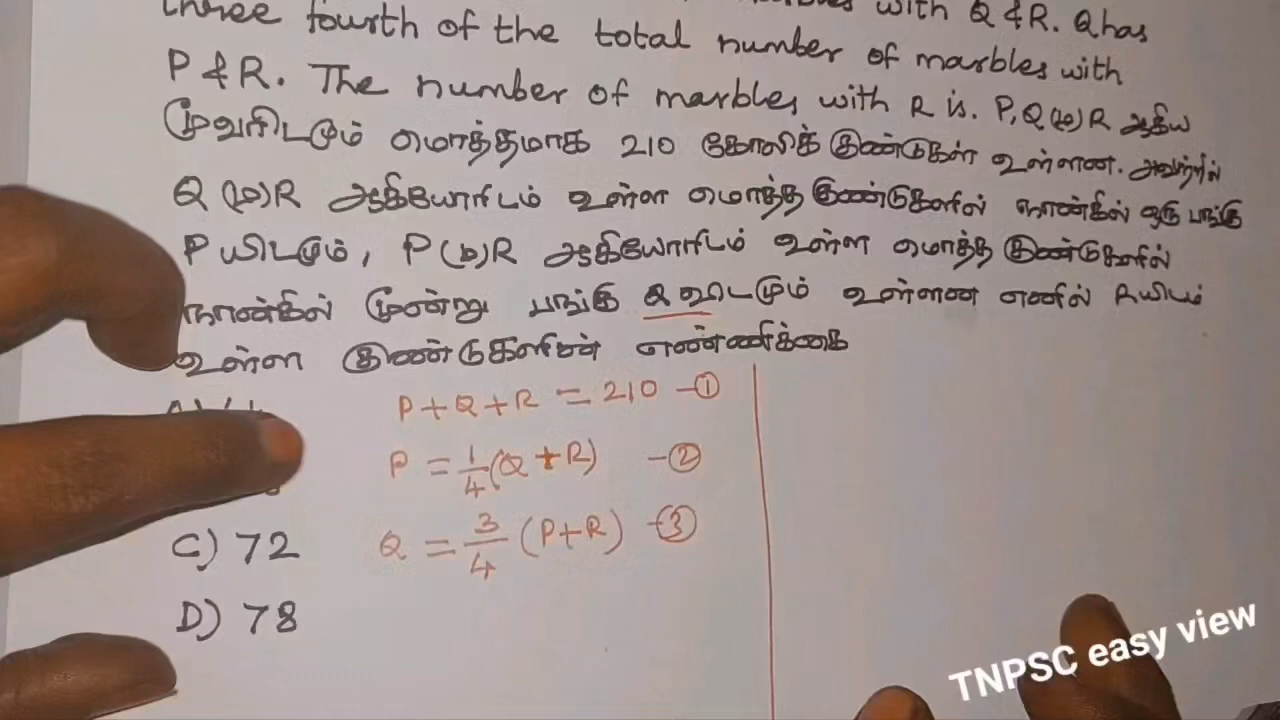 three fourth of the total number of marbles with Q & R. Q has
P & R. The number of marbles with R is. P, Q (ம) R ஆகிய
மூவரிடமும் மொத்தமாக 210 கோலிக் குண்டுகள் உள்ளன. அவற்றில்
Q (ம) R ஆகியோரிடம் உள்ள மொத்த குண்டுகளில் நான்கில் ஒரு பங்கு
P யிடமும், P (ம) R ஆகியோரிடம் உள்ள மொத்த குண்டுகளில்
நான்கில் மூன்று பங்கு Q விடமும் உள்ளன எனில் R யிடம்
உள்ள குண்டுகளின் எண்ணிக்கை
P + Q + R = 210 - ①
P = 1/4 (Q + R) - ②
C) 72 Q = 3/4 (P + R) - ③
D) 78
TNPSC easy view